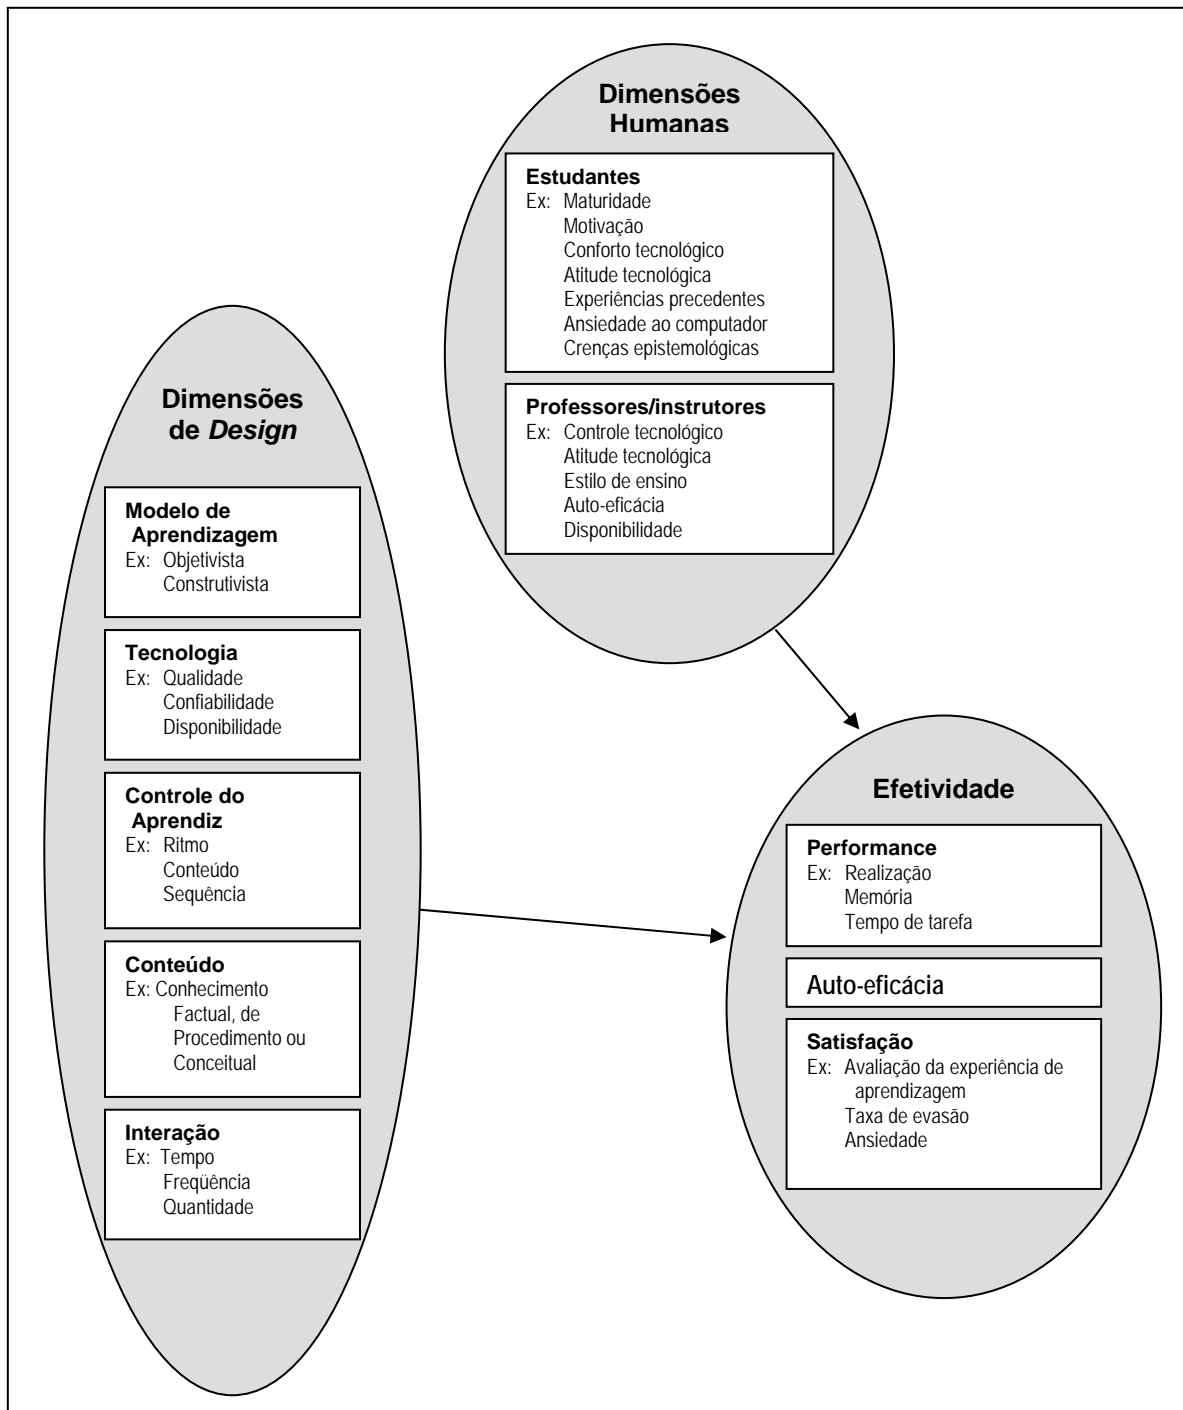 Dimensões
Humanas
Estudantes
Ex: Maturidade
Motivação
Conforto tecnológico
Atitude tecnológica
Experiências precedentes
Ansiedade ao computador
Crenças epistemológicas
Professores/instrutores
Ex: Controle tecnológico
Atitude tecnológica
Estilo de ensino
Auto-eficácia
Disponibilidade
Dimensões
de Design
Modelo de
Aprendizagem
Ex: Objetivista
Construtivista
Tecnologia
Ex: Qualidade
Confiabilidade
Disponibilidade
Controle do
Aprendiz
Ex: Ritmo
Conteúdo
Sequência
Conteúdo
Ex: Conhecimento
Factual, de
Procedimento ou
Conceitual
Interação
Ex: Tempo
Freqüência
Quantidade
Efetividade
Performance
Ex: Realização
Memória
Tempo de tarefa
Auto-eficácia
Satisfação
Ex: Avaliação da experiência de
aprendizagem
Taxa de evasão
Ansiedade